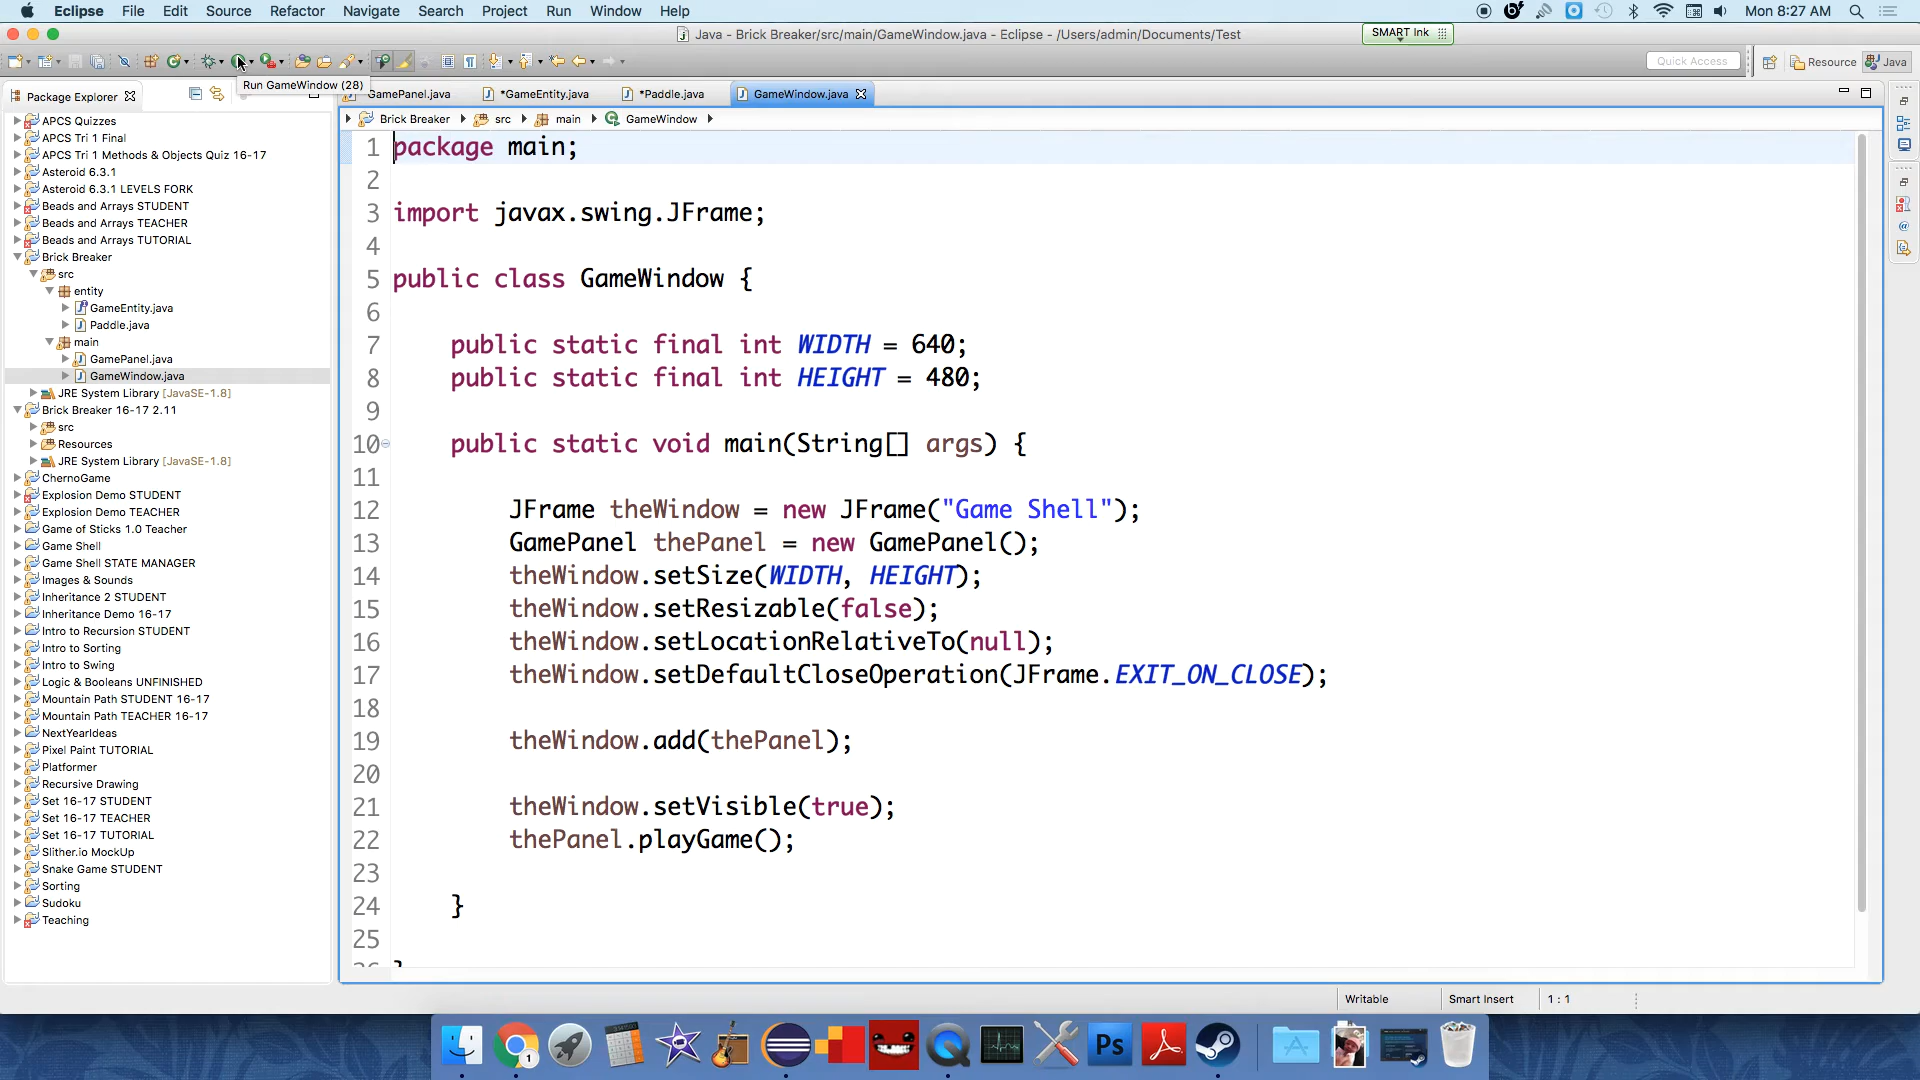 Eclipse File Edit Source Refactor Navigate Search Project Run Window Help Mon 8:27 AM
Java - Brick Breaker/src/main/GameWindow.java - Eclipse - /Users/admin/Documents/Test
SMART Ink
Quick Access Resource Java
Run GameWindow (28)
Package Explorer
GamePanel.java *GameEntity.java *Paddle.java GameWindow.java
Brick Breaker src main GameWindow
APCS Quizzes
APCS Tri 1 Final
APCS Tri 1 Methods & Objects Quiz 16-17
Asteroid 6.3.1
Asteroid 6.3.1 LEVELS FORK
Beads and Arrays STUDENT
Beads and Arrays TEACHER
Beads and Arrays TUTORIAL
Brick Breaker
src
entity
GameEntity.java
Paddle.java
main
GamePanel.java
GameWindow.java
JRE System Library [JavaSE-1.8]
Brick Breaker 16-17 2.11
src
Resources
JRE System Library [JavaSE-1.8]
ChernoGame
Explosion Demo STUDENT
Explosion Demo TEACHER
Game of Sticks 1.0 Teacher
Game Shell
Game Shell STATE MANAGER
Images & Sounds
Inheritance 2 STUDENT
Inheritance Demo 16-17
Intro to Recursion STUDENT
Intro to Sorting
Intro to Swing
Logic & Booleans UNFINISHED
Mountain Path STUDENT 16-17
Mountain Path TEACHER 16-17
NextYearIdeas
Pixel Paint TUTORIAL
Platformer
Recursive Drawing
Set 16-17 STUDENT
Set 16-17 TEACHER
Set 16-17 TUTORIAL
Slither.io MockUp
Snake Game STUDENT
Sorting
Sudoku
Teaching
1 package main;
2
3 import javax.swing.JFrame;
4
5 public class GameWindow {
6
7 public static final int WIDTH = 640;
8 public static final int HEIGHT = 480;
9
10 public static void main(String[] args) {
11
12 JFrame theWindow = new JFrame("Game Shell");
13 GamePanel thePanel = new GamePanel();
14 theWindow.setSize(WIDTH, HEIGHT);
15 theWindow.setResizable(false);
16 theWindow.setLocationRelativeTo(null);
17 theWindow.setDefaultCloseOperation(JFrame.EXIT_ON_CLOSE);
18
19 theWindow.add(thePanel);
20
21 theWindow.setVisible(true);
22 thePanel.playGame();
23
24 }
25
Writable Smart Insert 1 : 1
1
Ps